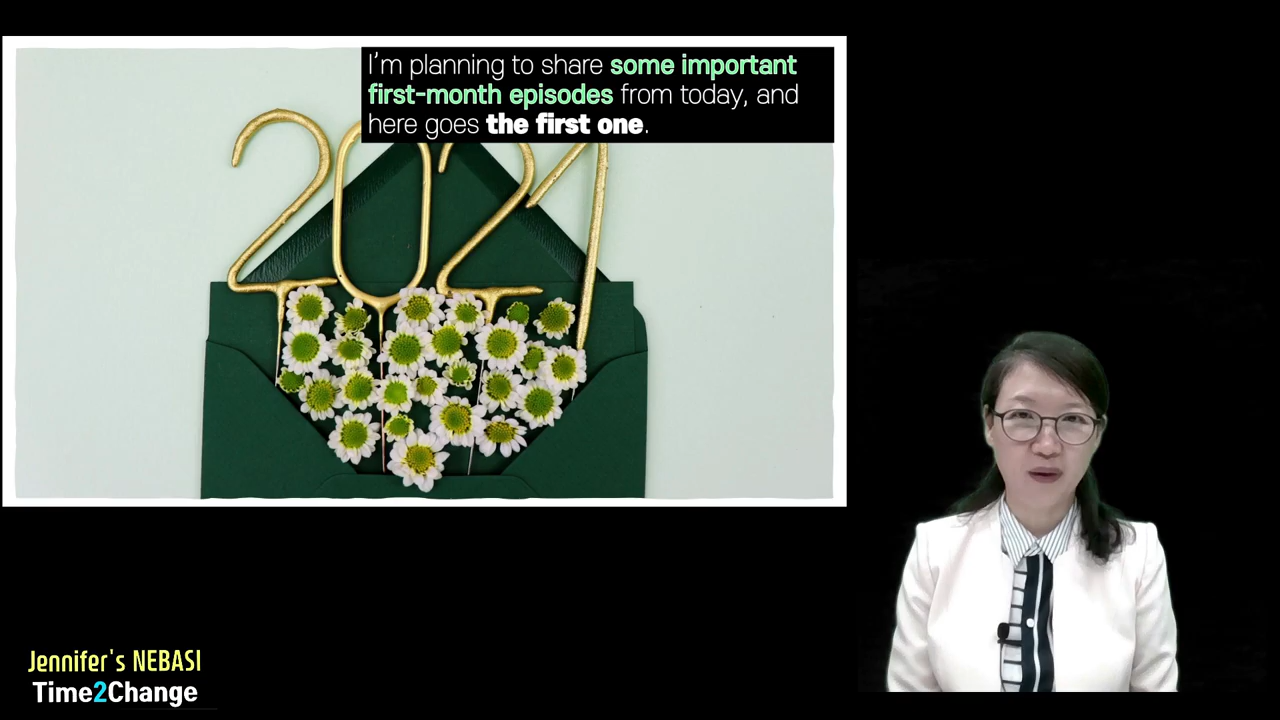 I'm planning to share some important
first-month episodes from today, and
here goes the first one.
2021
Jennifer's NEBASI
Time2Change